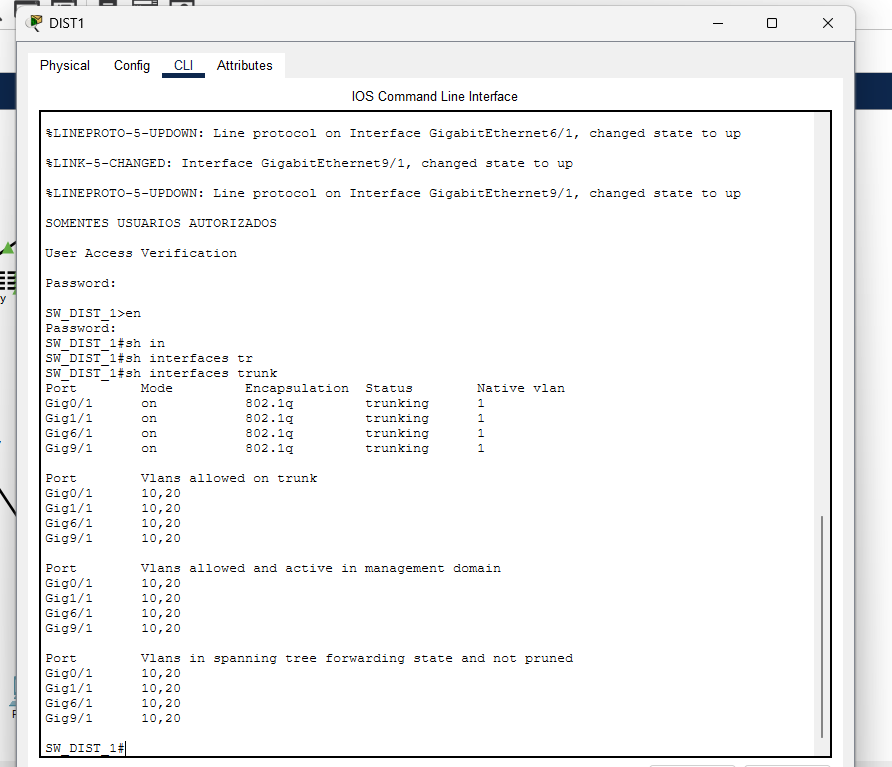 DIST1
Physical Config CLI Attributes
IOS Command Line Interface
%LINEPROTO-5-UPDOWN: Line protocol on Interface GigabitEthernet6/1, changed state to up
%LINK-5-CHANGED: Interface GigabitEthernet9/1, changed state to up
%LINEPROTO-5-UPDOWN: Line protocol on Interface GigabitEthernet9/1, changed state to up
SOMENTES USUARIOS AUTORIZADOS
User Access Verification
Password:
SW_DIST_1>en
Password:
SW_DIST_1#sh in
SW_DIST_1#sh interfaces tr
SW_DIST_1#sh interfaces trunk
Port Mode Encapsulation Status Native vlan
Gig0/1 on 802.1q trunking 1
Gig1/1 on 802.1q trunking 1
Gig6/1 on 802.1q trunking 1
Gig9/1 on 802.1q trunking 1
Port Vlans allowed on trunk
Gig0/1 10,20
Gig1/1 10,20
Gig6/1 10,20
Gig9/1 10,20
Port Vlans allowed and active in management domain
Gig0/1 10,20
Gig1/1 10,20
Gig6/1 10,20
Gig9/1 10,20
Port Vlans in spanning tree forwarding state and not pruned
Gig0/1 10,20
Gig1/1 10,20
Gig6/1 10,20
Gig9/1 10,20
SW_DIST_1#